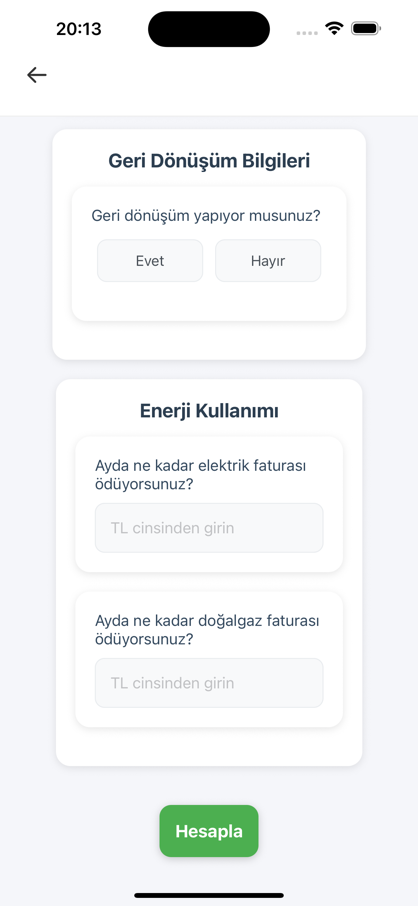 20:13
Geri Dönüşüm Bilgileri
Geri dönüşüm yapıyor musunuz?
Evet
Hayır
Enerji Kullanımı
Ayda ne kadar elektrik faturası
ödüyorsunuz?
TL cinsinden girin
Ayda ne kadar doğalgaz faturası
ödüyorsunuz?
TL cinsinden girin
Hesapla